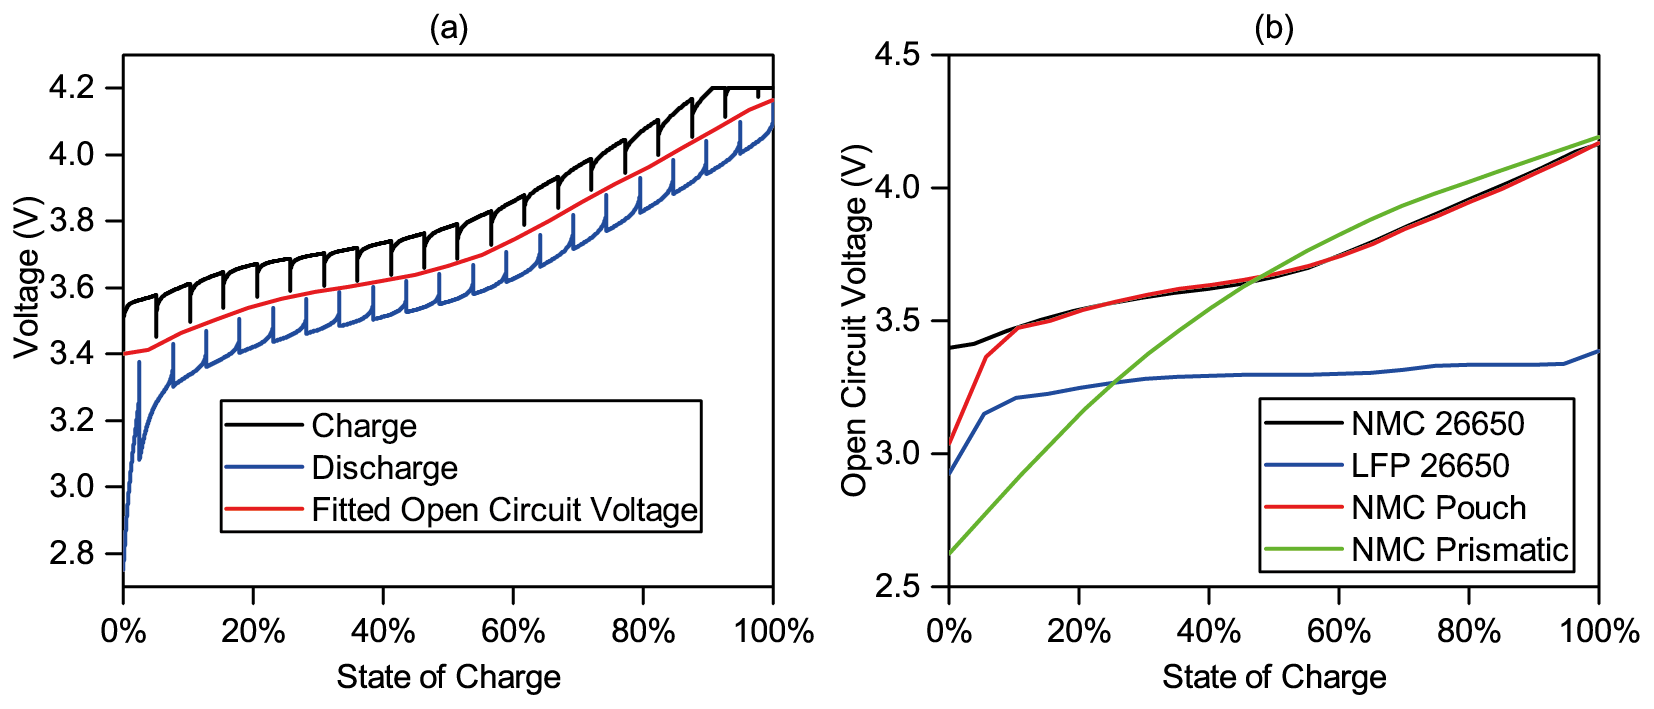 (a)
Voltage (V)
4.2
4.0
3.8
3.6
3.4
3.2
3.0
2.8
Charge
Discharge
Fitted Open Circuit Voltage
0%
20%
40%
60%
80%
100%
State of Charge
(b)
Open Circuit Voltage (V)
4.5
4.0
3.5
3.0
2.5
NMC 26650
LFP 26650
NMC Pouch
NMC Prismatic
0%
20%
40%
60%
80%
100%
State of Charge